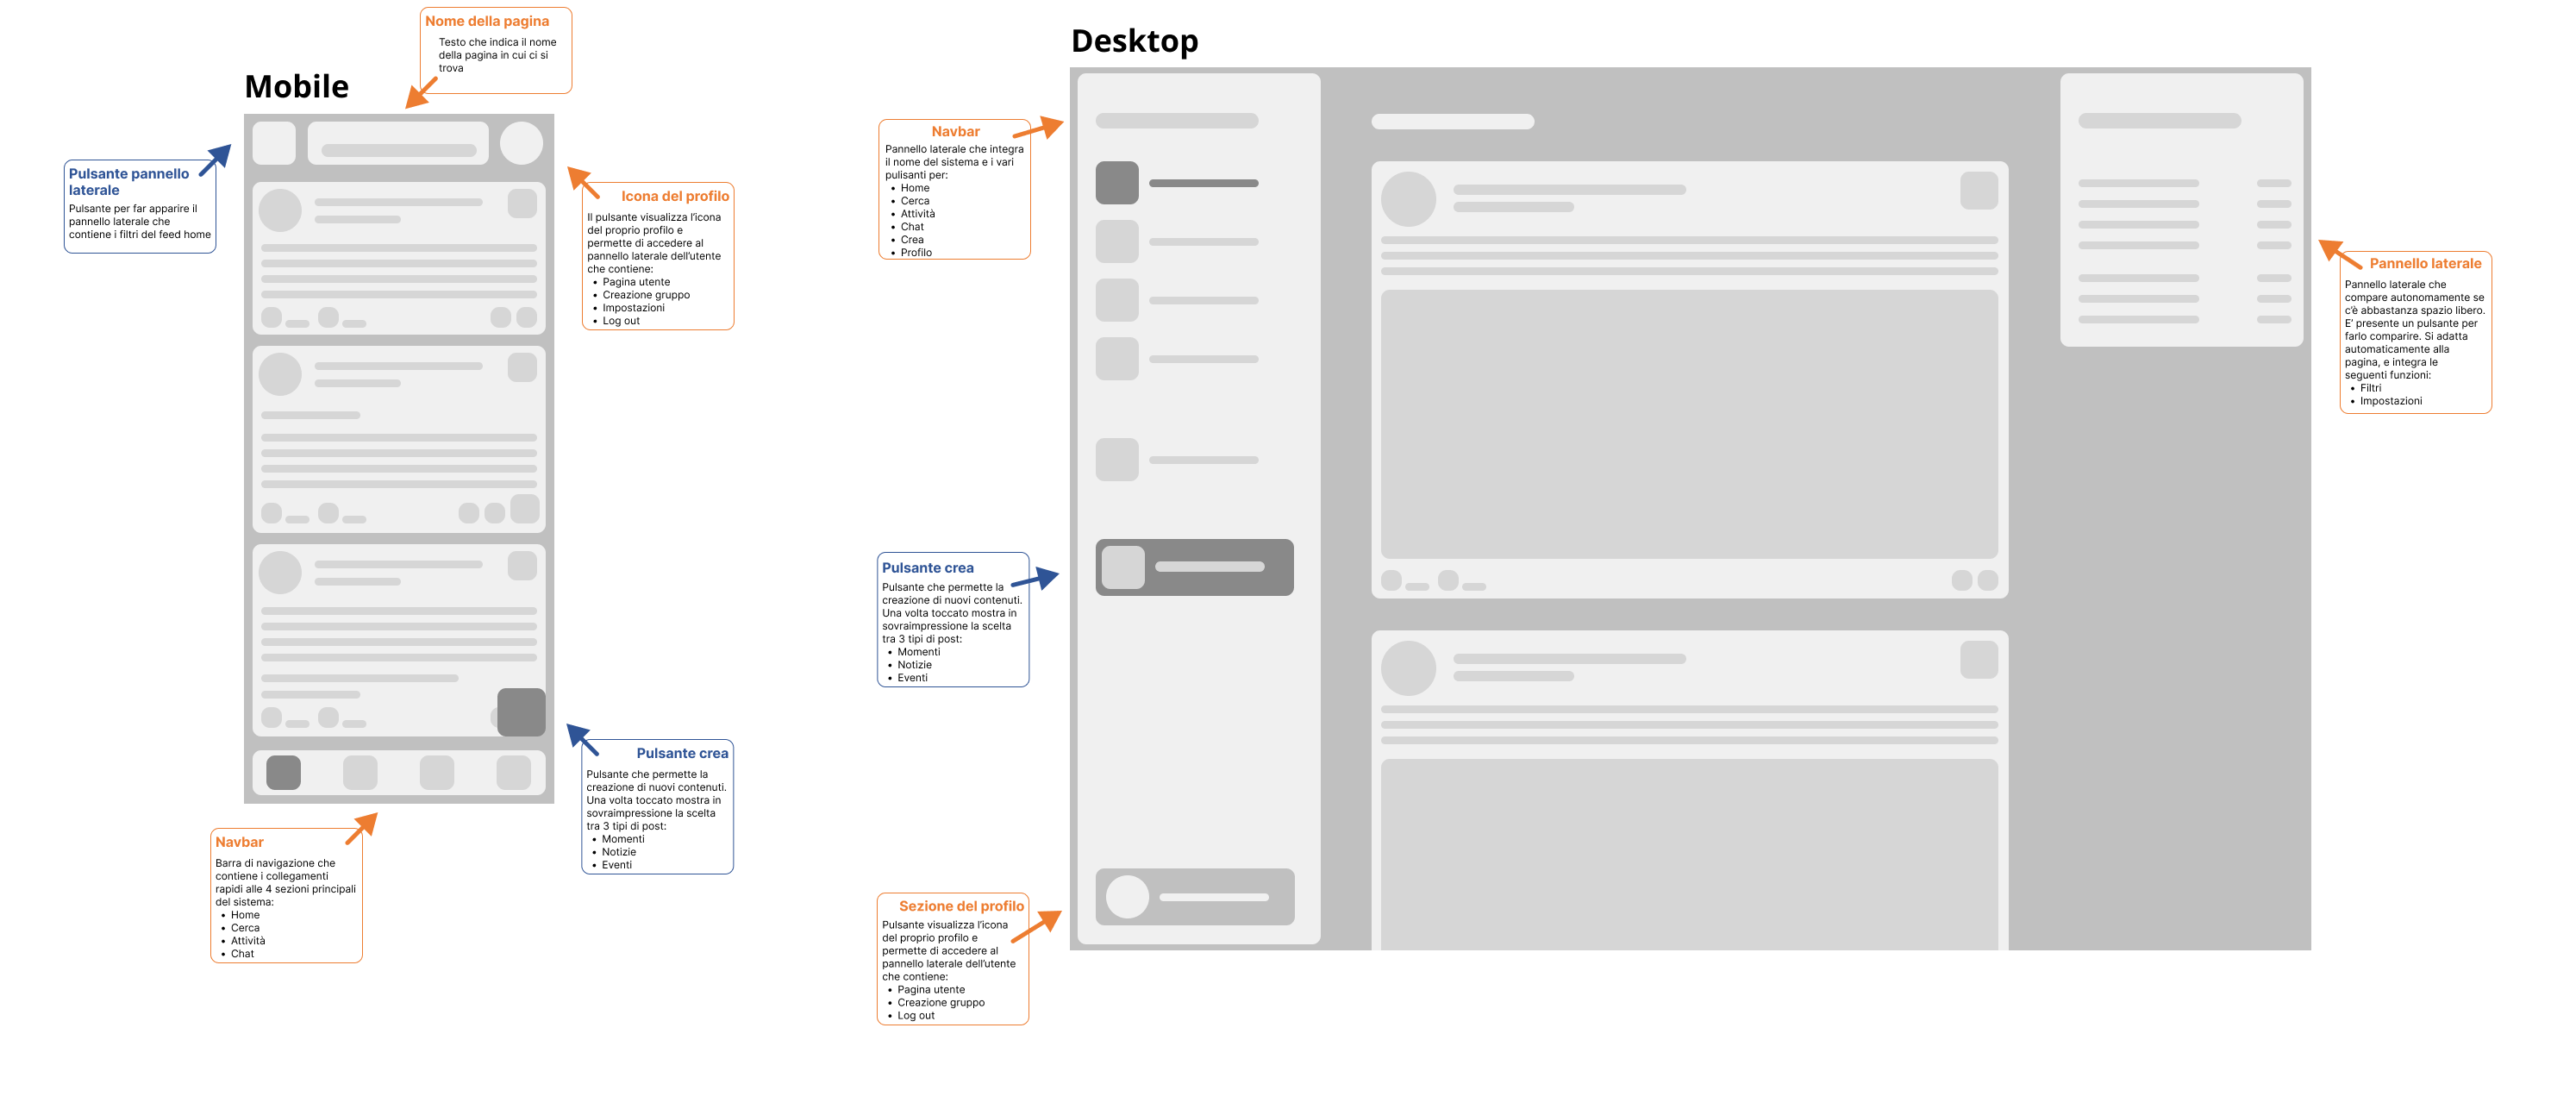 Nome della pagina
Testo che indica il nome
della pagina in cui ci si
trova
Mobile
Pulsante pannello
laterale
Pulsante per far apparire il
pannello laterale che
contiene i filtri del feed home
Icona del profilo
Il pulsante visualizza l'icona
del proprio profilo e
permette di accedere al
pannello laterale dell'utente
che contiene:
• Pagina utente
• Creazione gruppo
• Impostazioni
• Log out
Pulsante crea
Pulsante che permette la
creazione di nuovi contenuti.
Una volta toccato mostra in
sovraimpressione la scelta
tra 3 tipi di post:
• Momenti
• Notizie
• Eventi
Navbar
Barra di navigazione che
contiene i collegamenti
rapidi alle 4 sezioni principali
del sistema:
• Home
• Cerca
• Attività
• Chat
Desktop
Navbar
Pannello laterale che integra
il nome del sistema e i vari
pulisanti per:
• Home
• Cerca
• Attività
• Chat
• Crea
• Profilo
Pulsante crea
Pulsante che permette la
creazione di nuovi contenuti.
Una volta toccato mostra in
sovraimpressione la scelta
tra 3 tipi di post:
• Momenti
• Notizie
• Eventi
Sezione del profilo
Pulsante visualizza l'icona
del proprio profilo e
permette di accedere al
pannello laterale dell'utente
che contiene:
• Pagina utente
• Creazione gruppo
• Log out
Pannello laterale
Pannello laterale che
compare autonomamente se
c'è abbastanza spazio libero.
E' presente un pulsante per
farlo comparire. Si adatta
automaticamente alla
pagina, e integra le
seguenti funzioni:
• Filtri
• Impostazioni